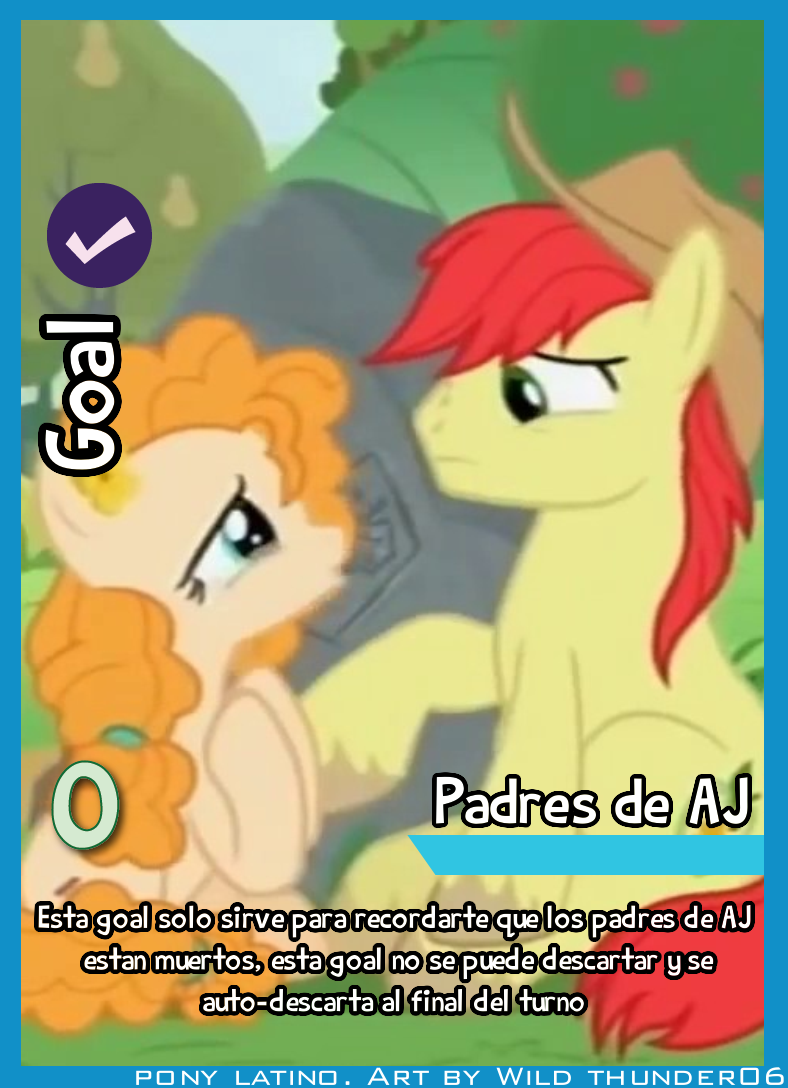 Goal
0
Padres de AJ
Esta goal solo sirve para recordarte que los padres de AJ
estan muertos, esta goal no se puede descartar y se
auto-descarta al final del turno
pony latino. Art by Wild thunder06